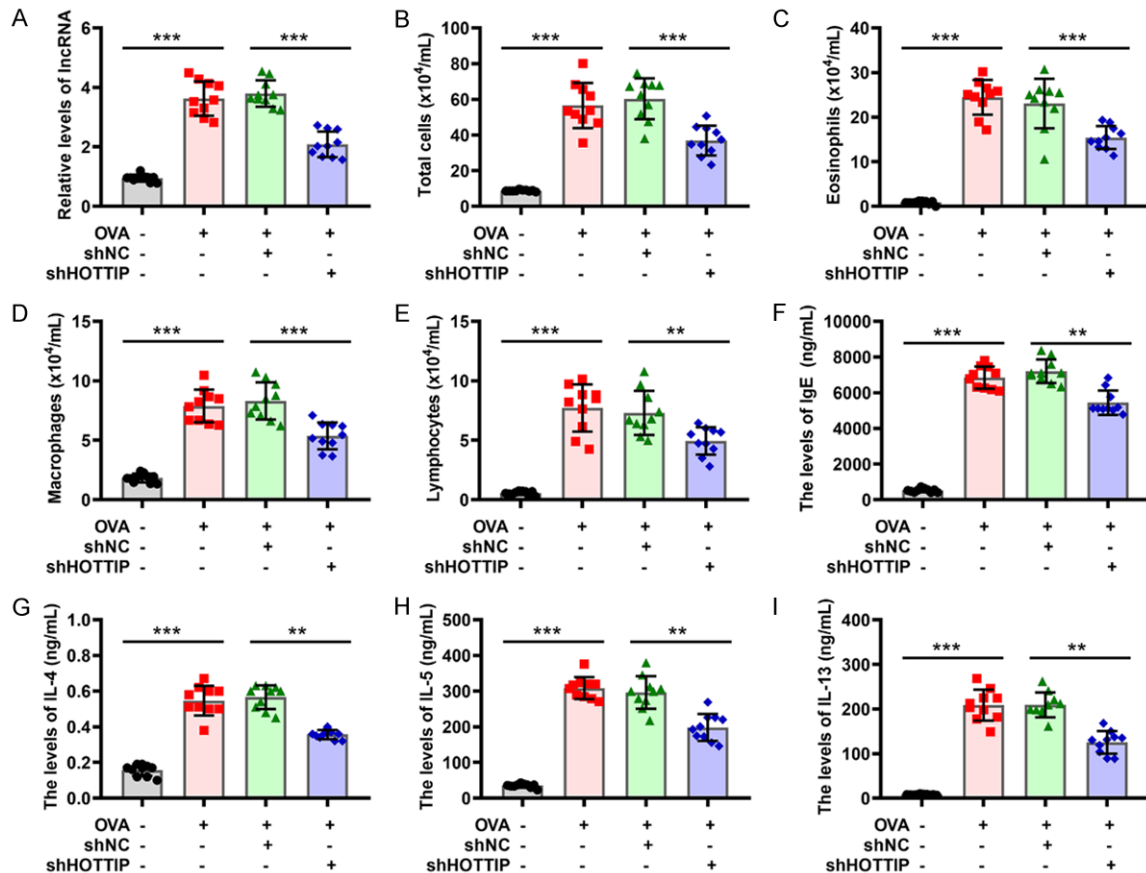 A
Relative levels of lncRNA
6
4
2
0
***
***
OVA - + + +
shNC - - + -
shHOTTIP - - - +
B
Total cells (x10⁴/mL)
100
80
60
40
20
0
***
***
OVA - + + +
shNC - - + -
shHOTTIP - - - +
C
Eosinophils (x10⁴/mL)
40
30
20
10
0
***
***
OVA - + + +
shNC - - + -
shHOTTIP - - - +
D
Macrophages (x10⁴/mL)
15
10
5
0
***
***
OVA - + + +
shNC - - + -
shHOTTIP - - - +
E
Lymphocytes (x10⁴/mL)
15
10
5
0
***
**
OVA - + + +
shNC - - + -
shHOTTIP - - - +
F
The levels of IgE (ng/mL)
10000
8000
6000
4000
2000
0
***
**
OVA - + + +
shNC - - + -
shHOTTIP - - - +
G
The levels of IL-4 (ng/mL)
1.0
0.8
0.6
0.4
0.2
0.0
***
**
OVA - + + +
shNC - - + -
shHOTTIP - - - +
H
The levels of IL-5 (ng/mL)
500
400
300
200
100
0
***
**
OVA - + + +
shNC - - + -
shHOTTIP - - - +
I
The levels of IL-13 (ng/mL)
400
300
200
100
0
***
**
OVA - + + +
shNC - - + -
shHOTTIP - - - +